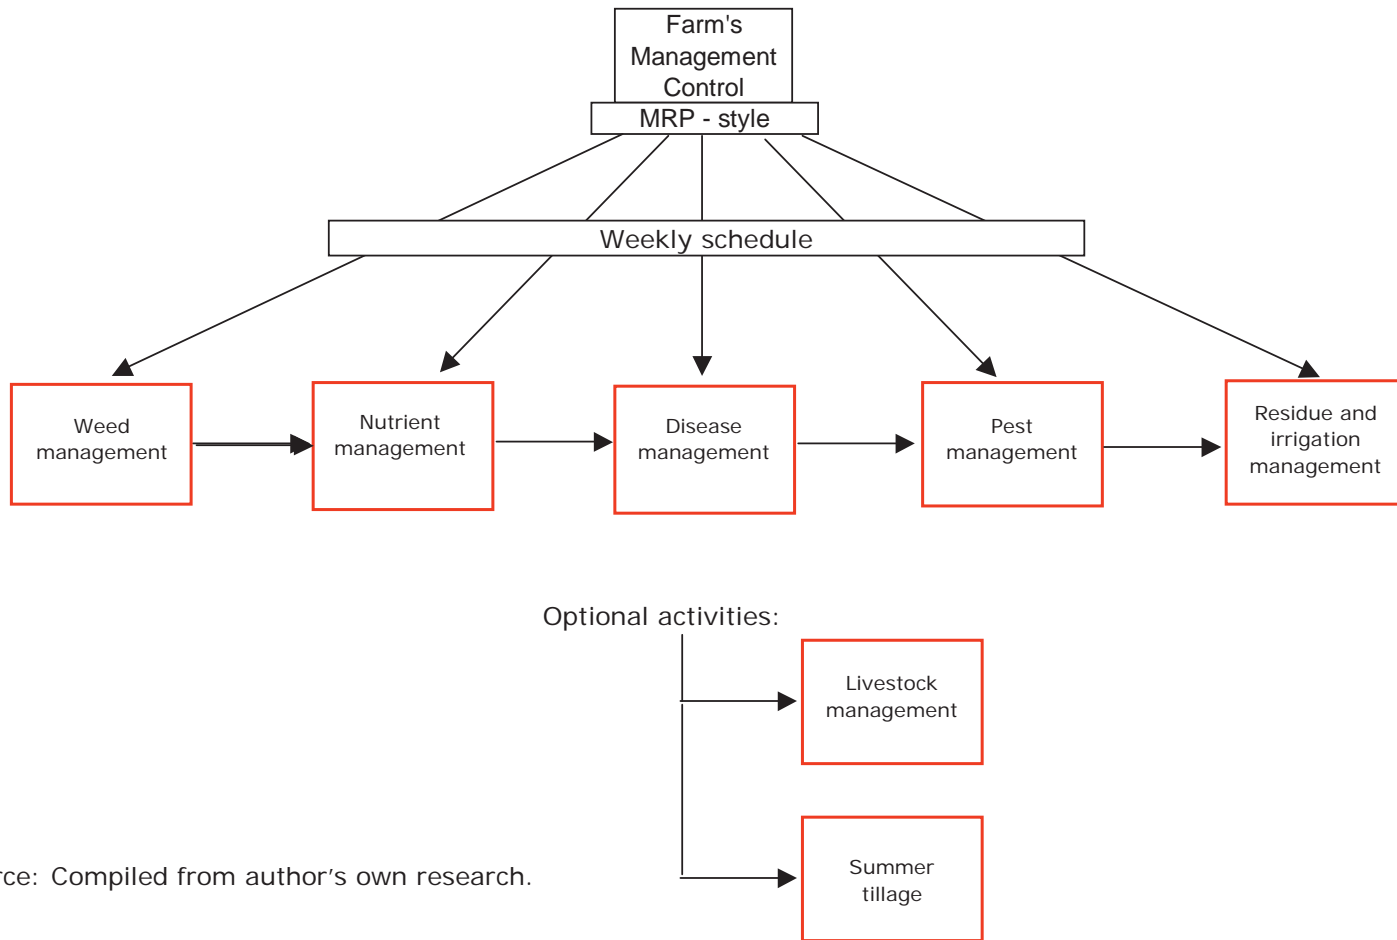 Farm's
Management
Control
MRP - style
Weekly schedule
Weed
management
Nutrient
management
Disease
management
Pest
management
Residue and
irrigation
management
Optional activities:
Livestock
management
Summer
tillage
rce: Compiled from author's own research.